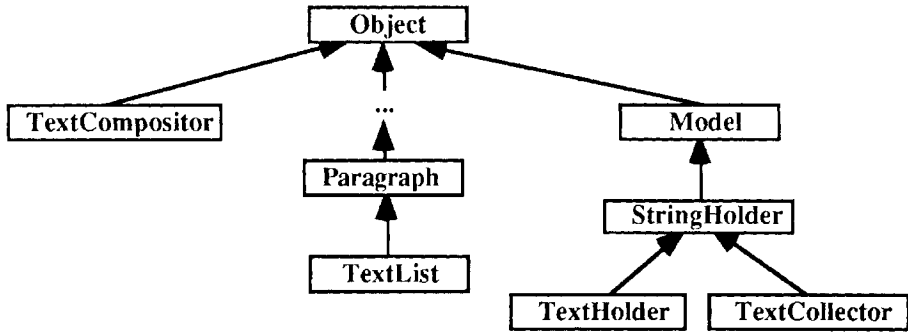 Object
...
TextCompositor
Model
Paragraph
StringHolder
TextList
TextHolder
TextCollector